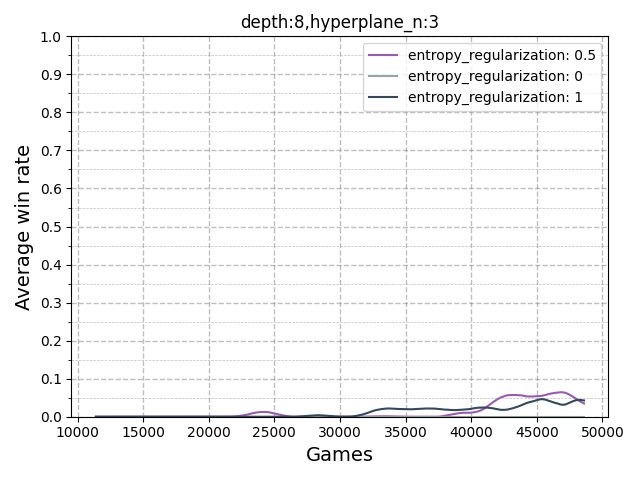 depth:8,hyperplane_n:3
1.0
0.9
0.8
0.7
0.6
0.5
0.4
0.3
0.2
0.1
0.0
Average win rate
entropy_regularization: 0.5
entropy_regularization: 0
entropy_regularization: 1
10000 15000 20000 25000 30000 35000 40000 45000 50000
Games